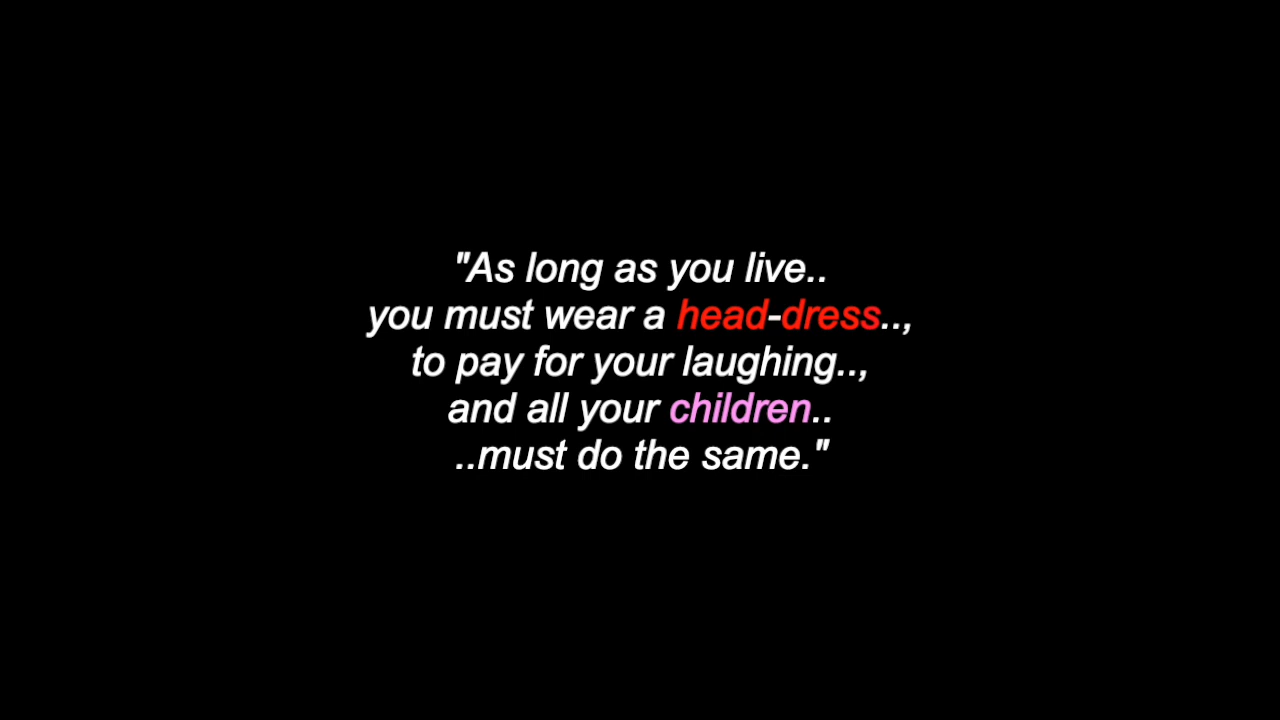 "As long as you live..
you must wear a head-dress..,
to pay for your laughing..,
and all your children..
..must do the same."